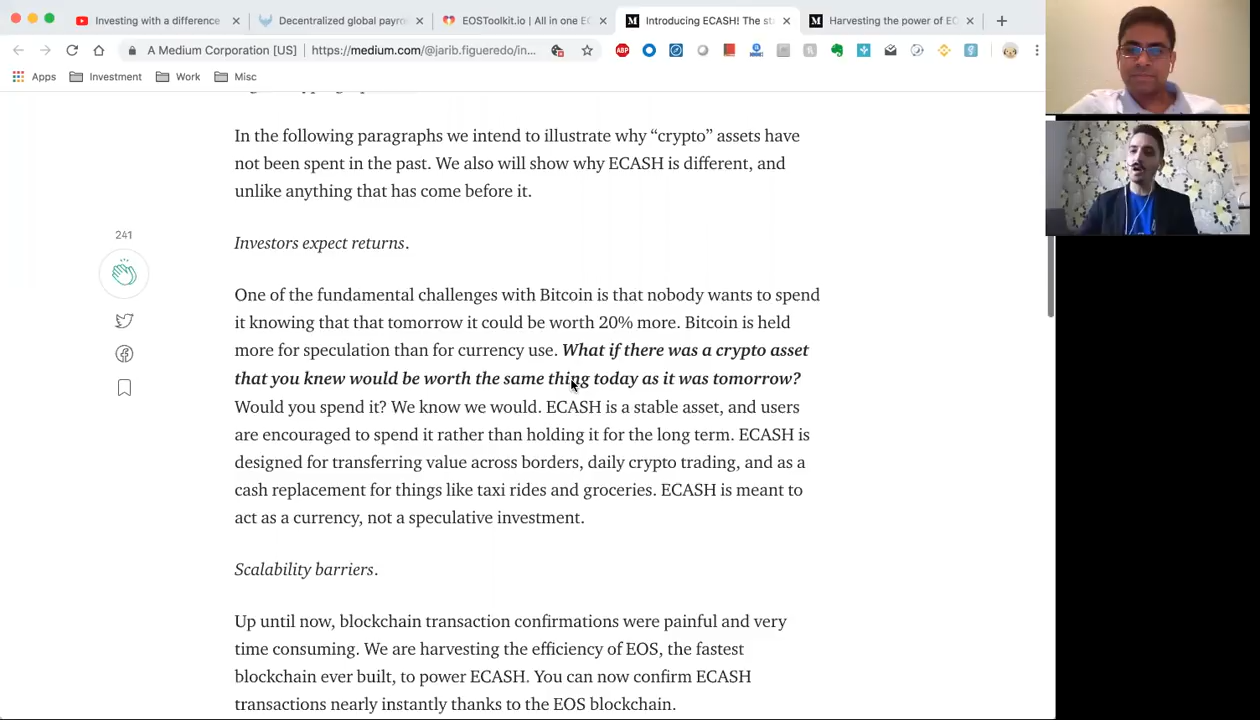 Investing with a difference
Decentralized global payro
EOSToolkit.io | All in one EO
Introducing ECASH! The st
Harvesting the power of EC
A Medium Corporation [US] | https://medium.com/@jarib.figueredo/in...
Apps Investment Work Misc
In the following paragraphs we intend to illustrate why “crypto” assets have
not been spent in the past. We also will show why ECASH is different, and
unlike anything that has come before it.
241
Investors expect returns.
One of the fundamental challenges with Bitcoin is that nobody wants to spend
it knowing that that tomorrow it could be worth 20% more. Bitcoin is held
more for speculation than for currency use. What if there was a crypto asset
that you knew would be worth the same thing today as it was tomorrow?
Would you spend it? We know we would. ECASH is a stable asset, and users
are encouraged to spend it rather than holding it for the long term. ECASH is
designed for transferring value across borders, daily crypto trading, and as a
cash replacement for things like taxi rides and groceries. ECASH is meant to
act as a currency, not a speculative investment.
Scalability barriers.
Up until now, blockchain transaction confirmations were painful and very
time consuming. We are harvesting the efficiency of EOS, the fastest
blockchain ever built, to power ECASH. You can now confirm ECASH
transactions nearly instantly thanks to the EOS blockchain.